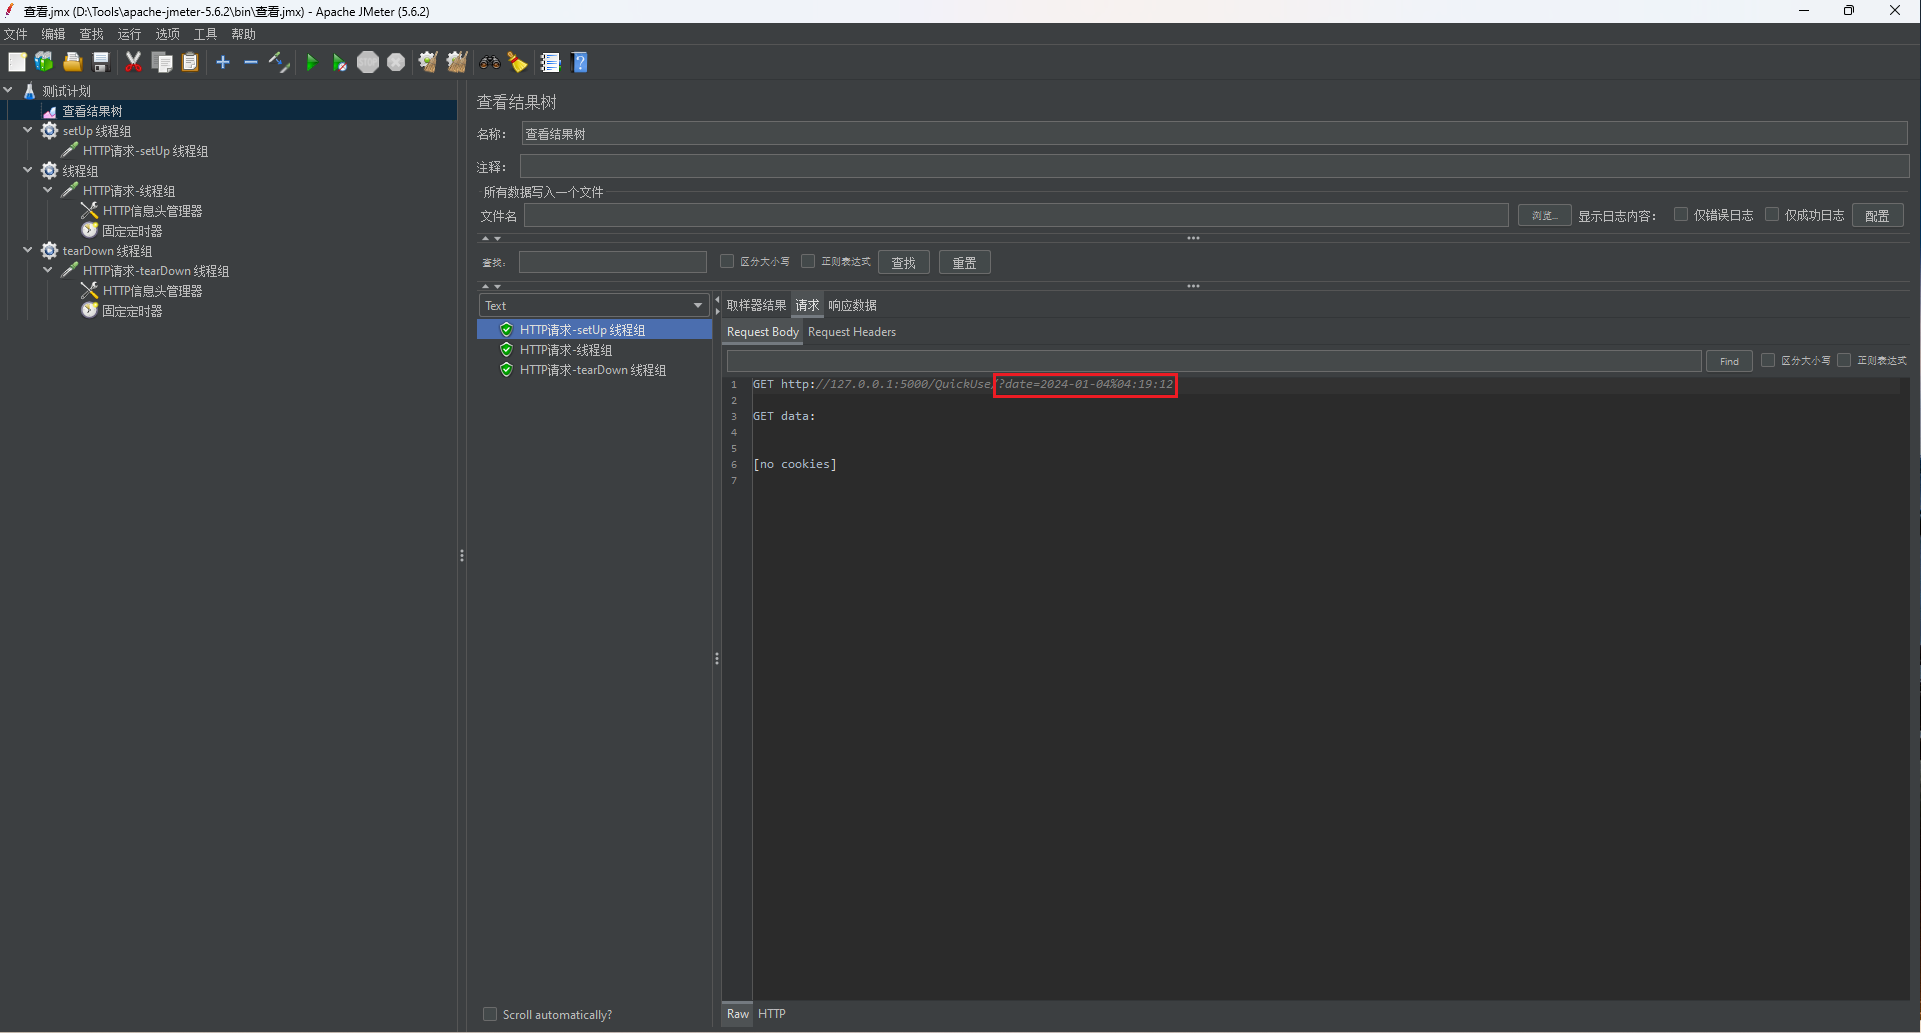 查看.jmx (D:\Tools\apache-jmeter-5.6.2\bin\查看.jmx) - Apache JMeter (5.6.2)
文件 编辑 查找 运行 选项 工具 帮助
测试计划
查看结果树
setUp 线程组
HTTP请求-setUp 线程组
线程组
HTTP请求-线程组
HTTP信息头管理器
固定定时器
tearDown 线程组
HTTP请求-tearDown 线程组
HTTP信息头管理器
固定定时器
查看结果树
名称： 查看结果树
注释：
所有数据写入一个文件
文件名 浏览... 显示日志内容： 仅错误日志 仅成功日志 配置
查找： 区分大小写 正则表达式 查找 重置
Text
HTTP请求-setUp 线程组
HTTP请求-线程组
HTTP请求-tearDown 线程组
Scroll automatically?
取样器结果 请求 响应数据
Request Body Request Headers
Find 区分大小写 正则表达式
1 GET http://127.0.0.1:5000/QuickUse/?date=2024-01-04%04:19:12
2
3 GET data:
4
5
6 [no cookies]
7
Raw HTTP